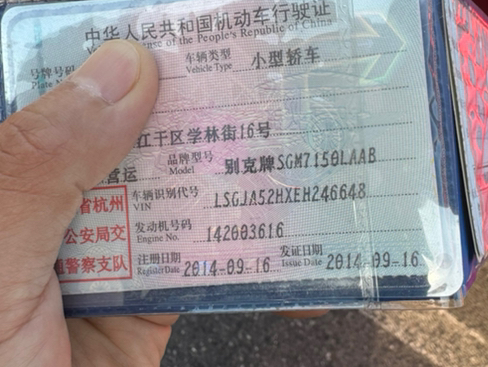 中华人民共和国机动车行驶证
ense of the People's Republic of China
号牌号码 车辆类型 小型轿车
Plate Vehicle Type
江干区学林街16号
营运 品牌型号 别克牌SGM7150LAAB
Model
省杭州 车辆识别代号 LSGJA52HXEH246648
VIN
公安局交 发动机号码 142003616
Engine No.
警察支队 注册日期 2014-09-16 发证日期 2014-09-16
Register Date Issue Date